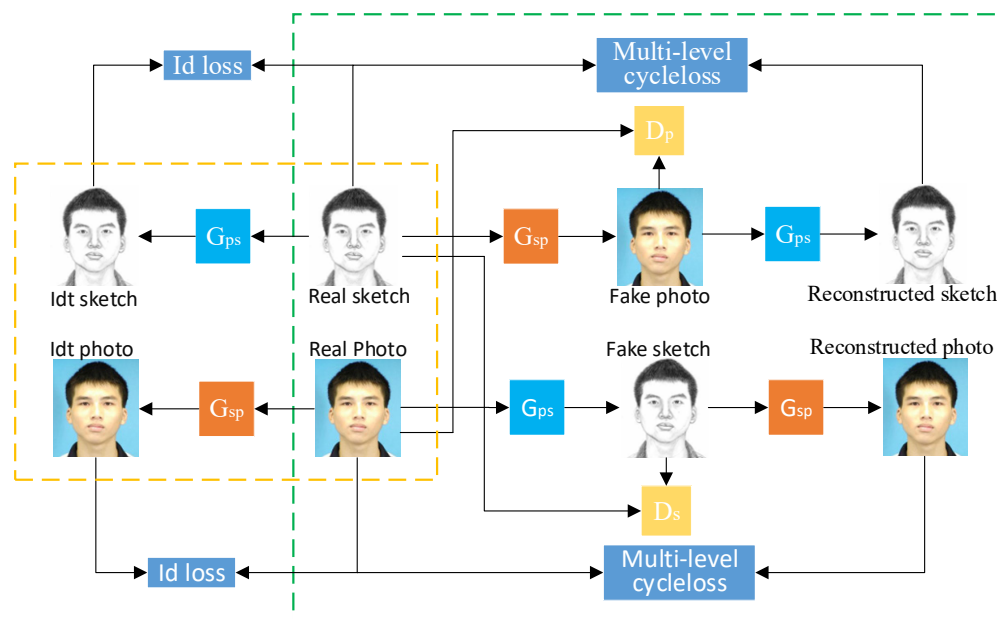 Id loss
Multi-level
cycleloss
Dp
Gps
Gsp
Gps
Idt sketch
Real sketch
Fake photo
Reconstructed sketch
Idt photo
Real Photo
Fake sketch
Reconstructed photo
Gsp
Gps
Gsp
Ds
Id loss
Multi-level
cycleloss